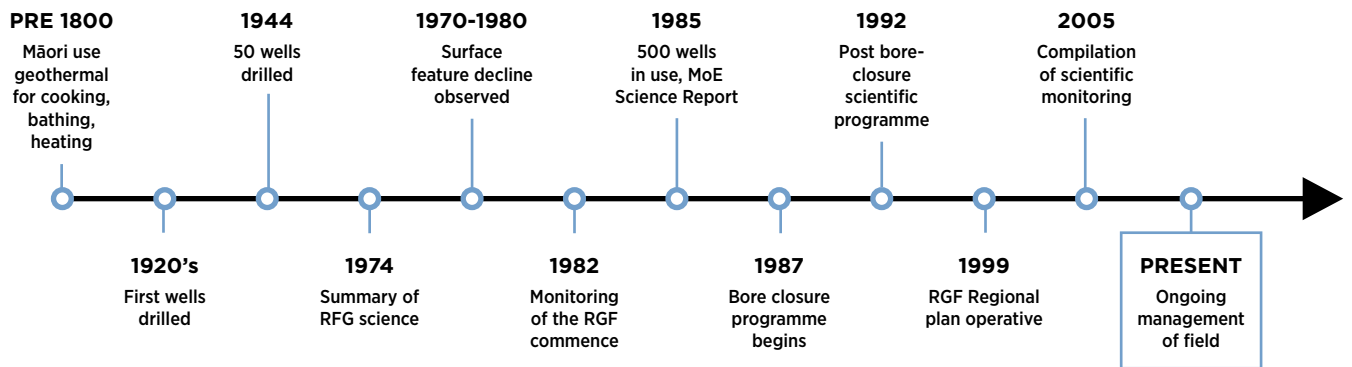 PRE 1800
Māori use
geothermal
for cooking,
bathing,
heating
1920's
First wells
drilled
1944
50 wells
drilled
1974
Summary of
RFG science
1970-1980
Surface
feature decline
observed
1982
Monitoring
of the RGF
commence
1985
500 wells
in use, MoE
Science Report
1987
Bore closure
programme
begins
1992
Post bore-
closure
scientific
programme
1999
RGF Regional
plan operative
2005
Compilation
of scientific
monitoring
PRESENT
Ongoing
management
of field